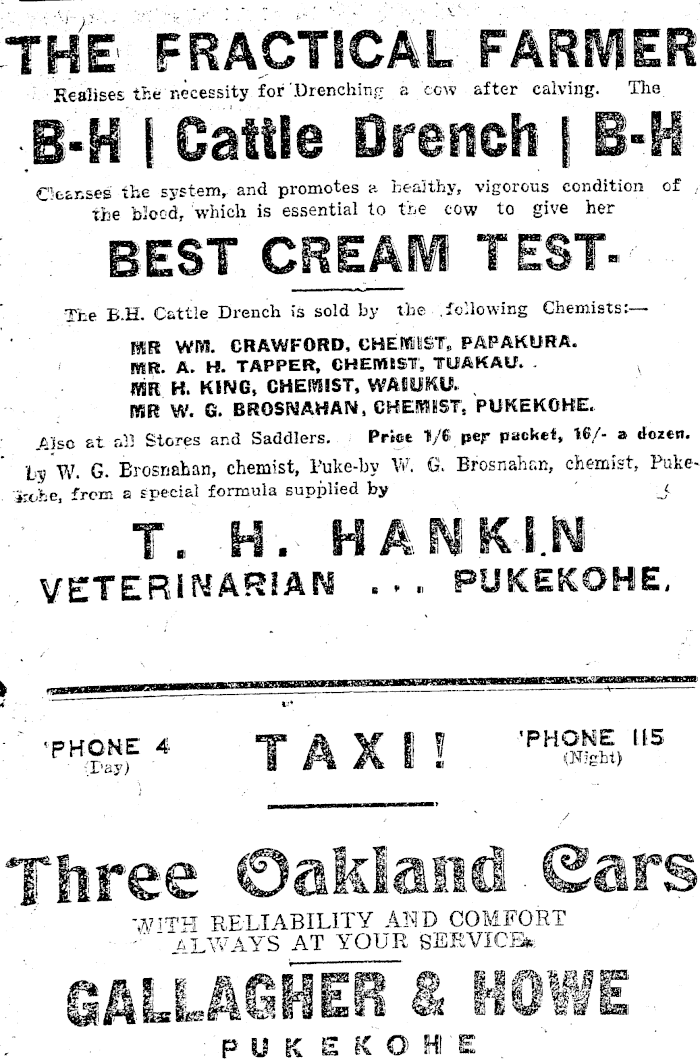 THE FRACTICAL FARMER
Realises the necessity for Drenching a cow after calving. The
B-H | Cattle Drench | B-H
Cleanses the system, and promotes a healthy, vigorous condition of
the blood, which is essential to the cow to give her
BEST CREAM TEST.
The B.H. Cattle Drench is sold by the following Chemists:—
MR WM. CRAWFORD, CHEMIST, PAPAKURA.
MR. A. H. TAPPER, CHEMIST, TUAKAU.
MR H. KING, CHEMIST, WAIUKU.
MR W. G. BROSNAHAN, CHEMIST, PUKEKOHE.
Also at all Stores and Saddlers. Price 1/6 per packet, 16/- a dozen.
by W. G. Brosnahan, chemist, Puke-by W. G. Brosnahan, chemist, Puke-
kohe, from a special formula supplied by
T. H. HANKIN
VETERINARIAN ... PUKEKOHE.
'PHONE 4 TAXI! 'PHONE 115
(Day) (Night)
Three Oakland Cars
WITH RELIABILITY AND COMFORT
ALWAYS AT YOUR SERVICE.
GALLAGHER & HOWE
PUKEKOHE